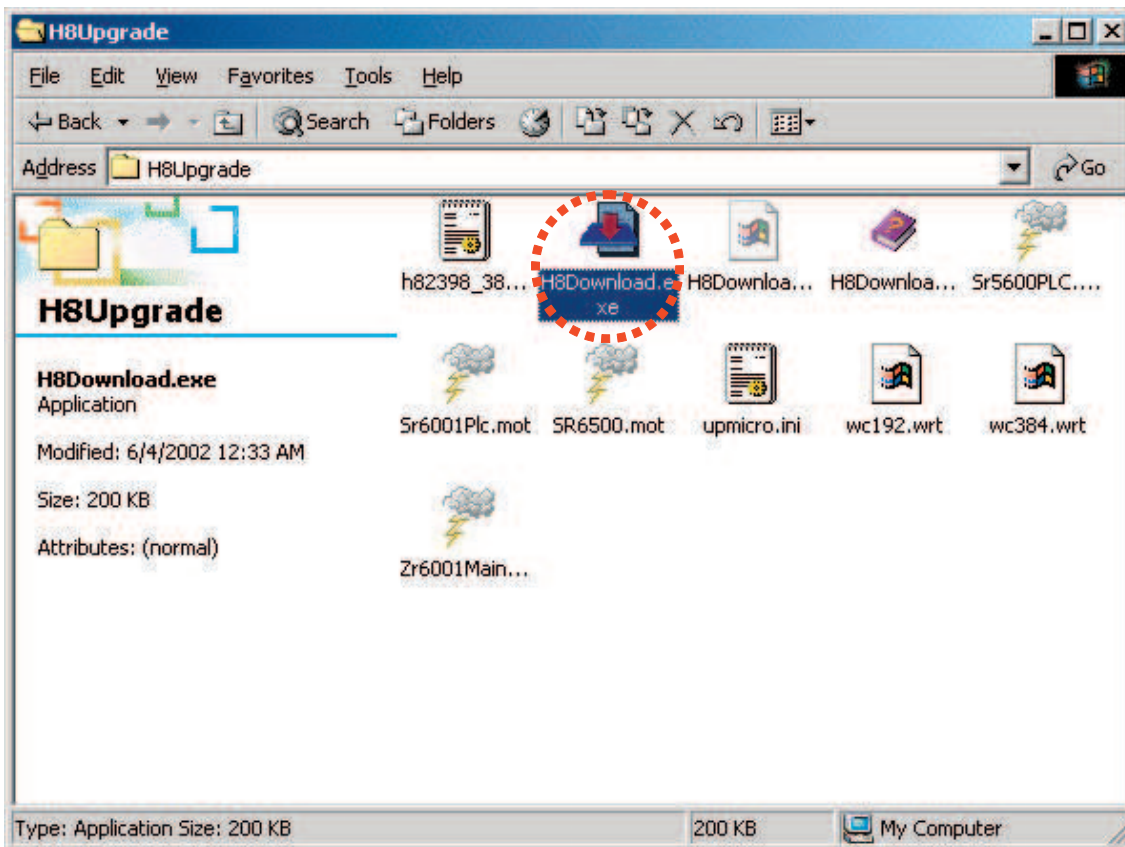 H8Upgrade
File Edit View Favorites Tools Help
Back Search Folders
Address H8Upgrade Go
h82398_38... H8Download.e H8Downloa... H8Downloa... Sr5600PLC....
xe
H8Upgrade
H8Download.exe
Application
Modified: 6/4/2002 12:33 AM
Size: 200 KB
Attributes: (normal)
Sr6001Plc.mot SR6500.mot upmicro.ini wc192.wrt wc384.wrt
Zr6001Main...
Type: Application Size: 200 KB 200 KB My Computer